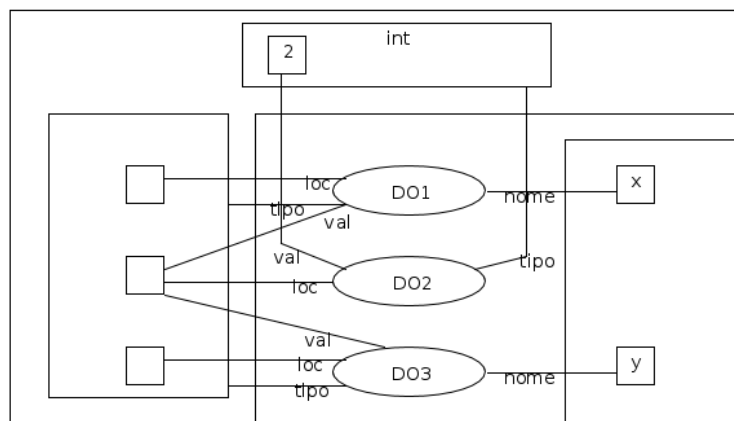 int
2
loc
DO1
nome
x
tipo
val
val
DO2
tipo
loc
val
loc
DO3
nome
y
tipo